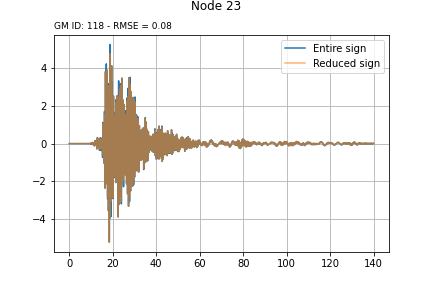 Node 23
GM ID: 118 - RMSE = 0.08
Entire sign
Reduced sign
4
2
0
−2
−4
0 20 40 60 80 100 120 140